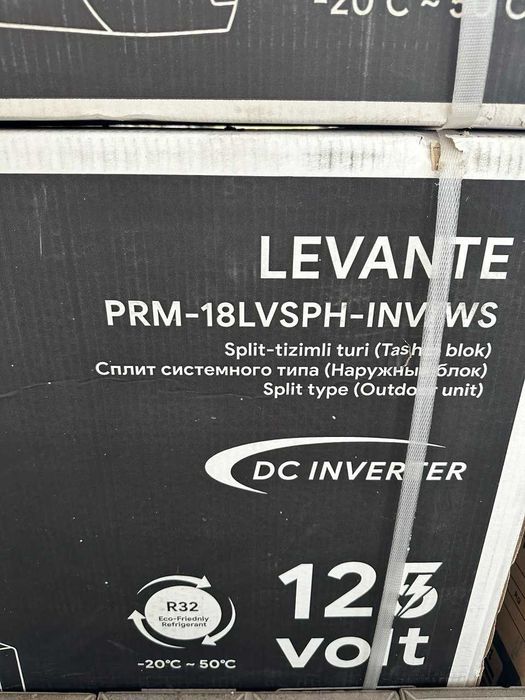 -20°C ~ 50°C
LEVANTE
PRM-18LVSPH-INV WS
Split-tizimli turi (Tashqi blok)
Сплит системного типа (Наружный блок)
Split type (Outdoor unit)
DC INVERTER
R32
Eco-Friedniy
Refrigerant
-20°C ~ 50°C
125
volt